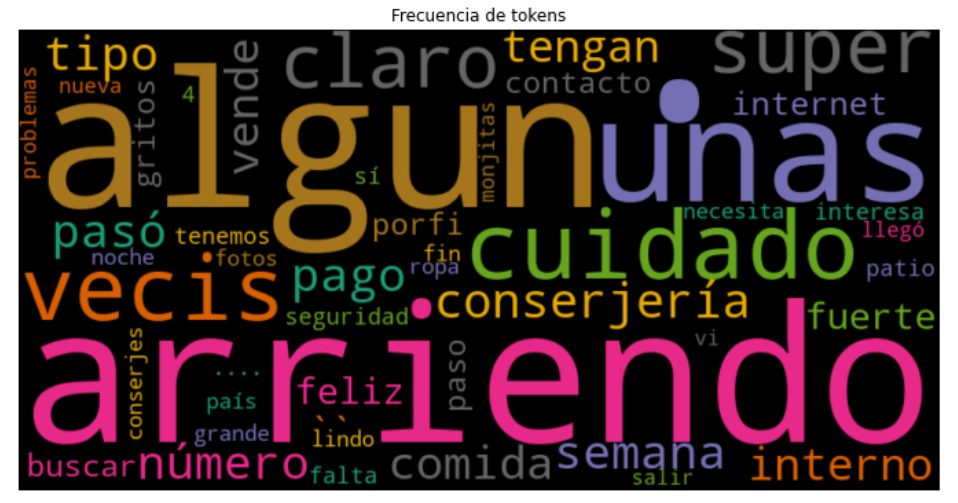 Frecuencia de tokens
tipo
claro
tengan
super
nueva
4
vende
contacto
internet
problemas
gritos
algun
unas
monjitas
sí
pasó
tenemos
porfi
necesita
interesa
llegó
noche
fotos
fin
cuidado
vecis
pago
ropa
patio
conserjería
seguridad
fuerte
arriendo
conserjes
....
feliz
paso
vi
país
``
grande
lindo
buscar
número
falta
comida
semana
salir
interno